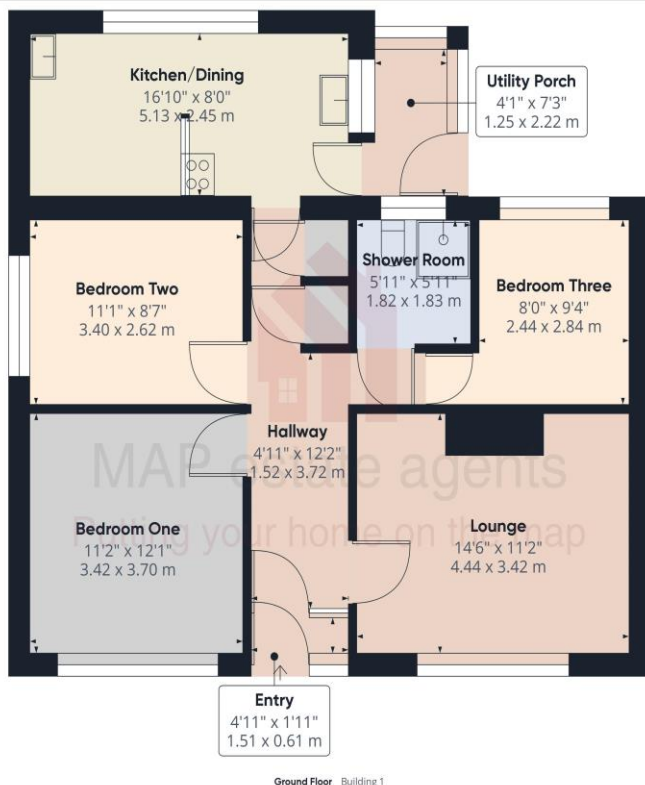 Kitchen/Dining
16'10" x 8'0"
5.13 x 2.45 m
Utility Porch
4'1" x 7'3"
1.25 x 2.22 m
Bedroom Two
11'1" x 8'7"
3.40 x 2.62 m
Shower Room
5'11" x 5'11"
1.82 x 1.83 m
Bedroom Three
8'0" x 9'4"
2.44 x 2.84 m
Hallway
4'11" x 12'2"
1.52 x 3.72 m
MAP estate agents
Putting your home on the map
Bedroom One
11'2" x 12'1"
3.42 x 3.70 m
Lounge
14'6" x 11'2"
4.44 x 3.42 m
Entry
4'11" x 1'11"
1.51 x 0.61 m
Ground Floor Building 1